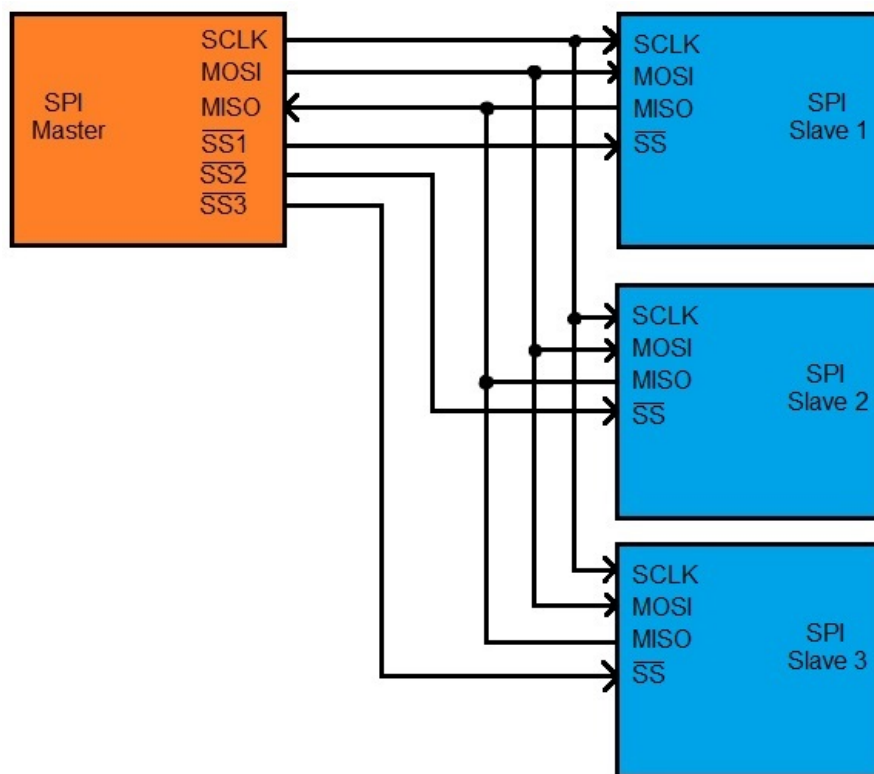 SCLK
MOSI
MISO
SS1
SS2
SS3
SPI
Master
SCLK
MOSI
MISO
SS
SPI
Slave 1
SCLK
MOSI
MISO
SS
SPI
Slave 2
SCLK
MOSI
MISO
SS
SPI
Slave 3